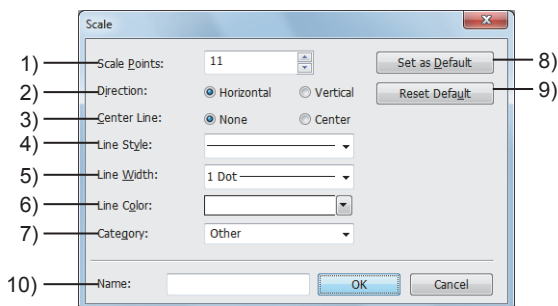 Scale
1) Scale Points: 11 Set as Default 8)
2) Direction: Horizontal Vertical Reset Default 9)
3) Center Line: None Center
4) Line Style:
5) Line Width: 1 Dot
6) Line Color:
7) Category: Other
10) Name: OK Cancel